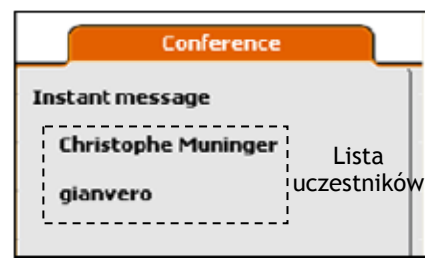 Conference
Instant message
Christophe Muninger
gianvero
Lista
uczestników